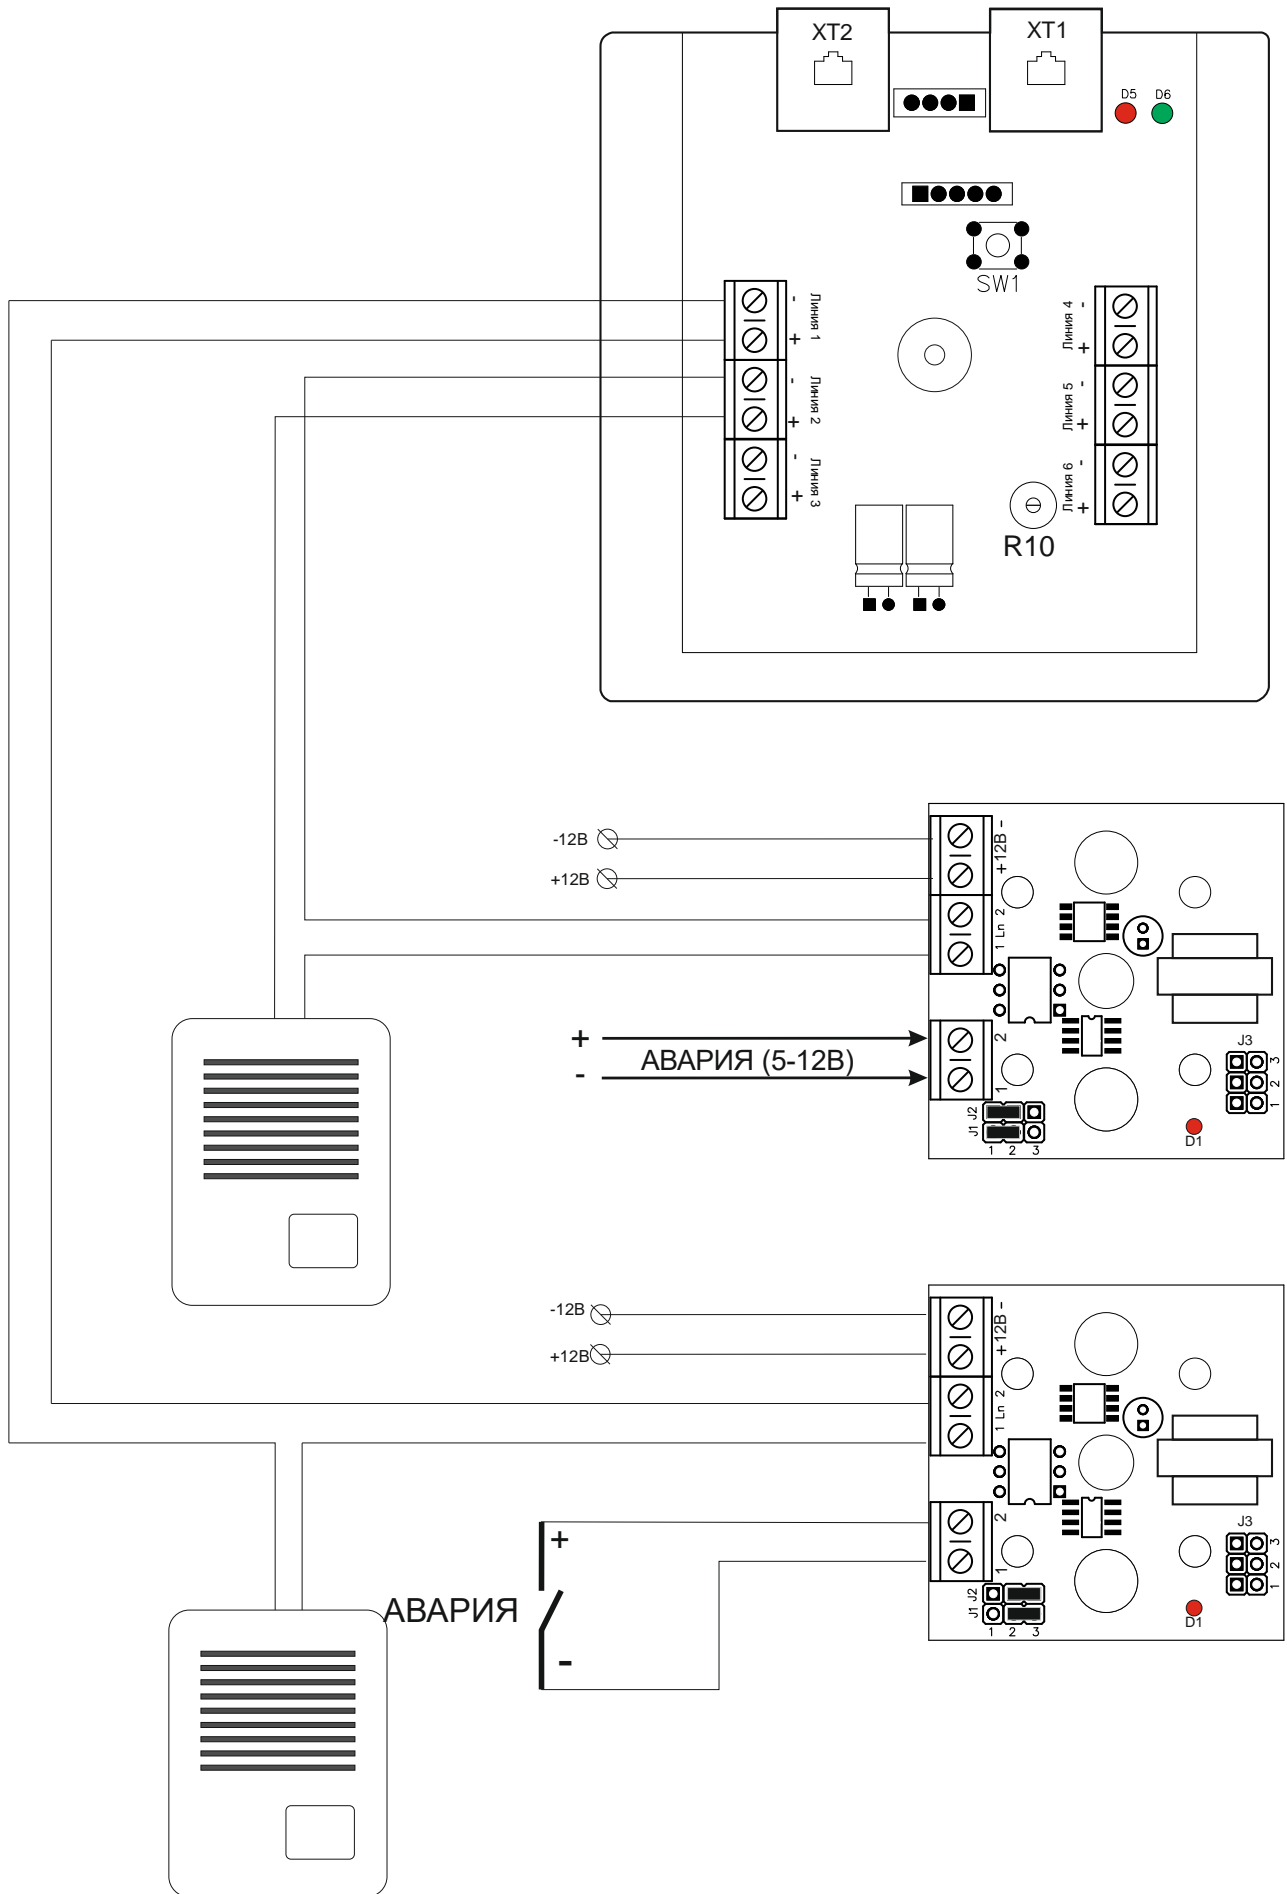 XT2
XT1
D5
D6
SW1
-
Линия 1
+
-
Линия 2
+
-
Линия 3
+
Линия 4
-
+
Линия 5
-
+
Линия 6
-
+
R10
-12В
+12В
+12В -
1 Ln 2
+
-
АВАРИЯ (5-12В)
2
1
J1 J2
1 2 3
J3
1 2 3
D1
-12В
+12В
+12В -
1 Ln 2
+
АВАРИЯ
-
2
1
J1 J2
1 2 3
J3
1 2 3
D1